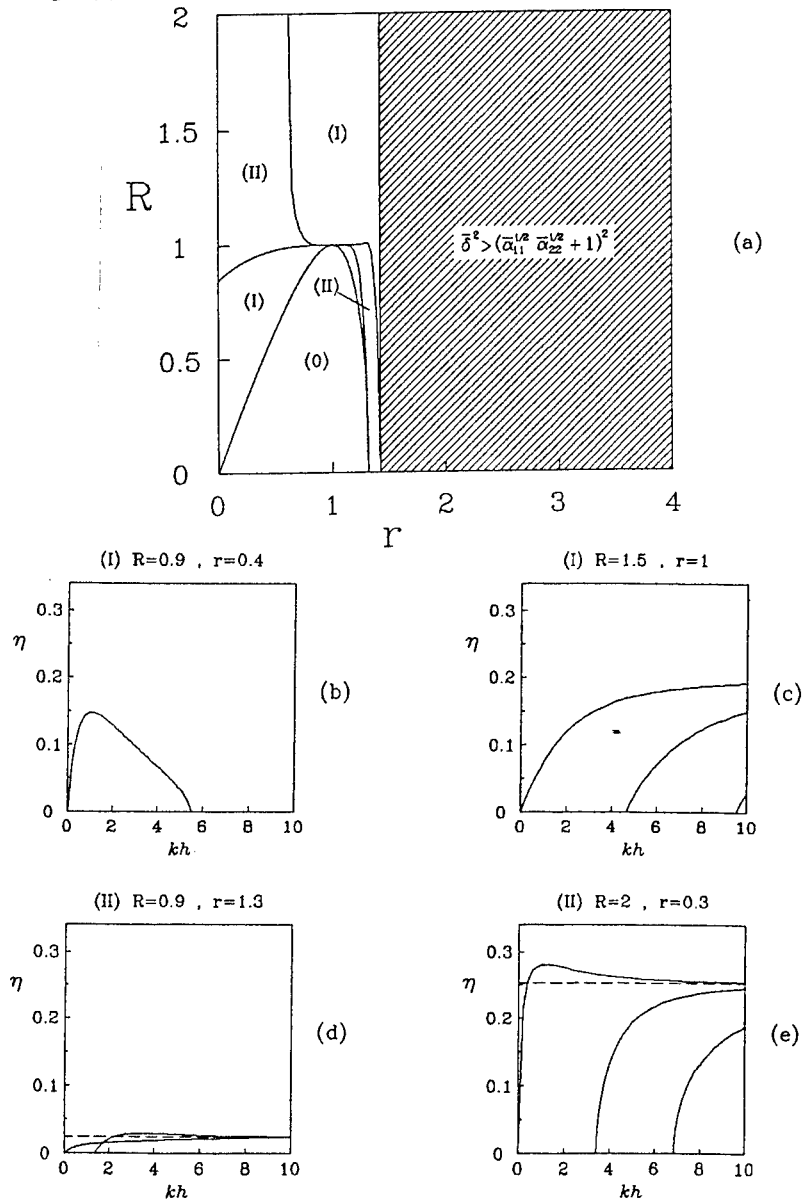 2
1.5
R
1
0.5
0
(II)
(I)
(I)
(II)
(0)
δ̄² > (ᾱ₁₁^1/2 ᾱ₂₂^1/2 + 1)²
(a)
0 1 2 3 4
r
(I) R=0.9 , r=0.4
0.3
η
0.2
0.1
0
0 2 4 6 8 10
kh
(b)
(I) R=1.5 , r=1
0.3
η
0.2
0.1
0
0 2 4 6 8 10
kh
(c)
(II) R=0.9 , r=1.3
0.3
η
0.2
0.1
0
0 2 4 6 8 10
kh
(d)
(II) R=2 , r=0.3
0.3
η
0.2
0.1
0
0 2 4 6 8 10
kh
(e)